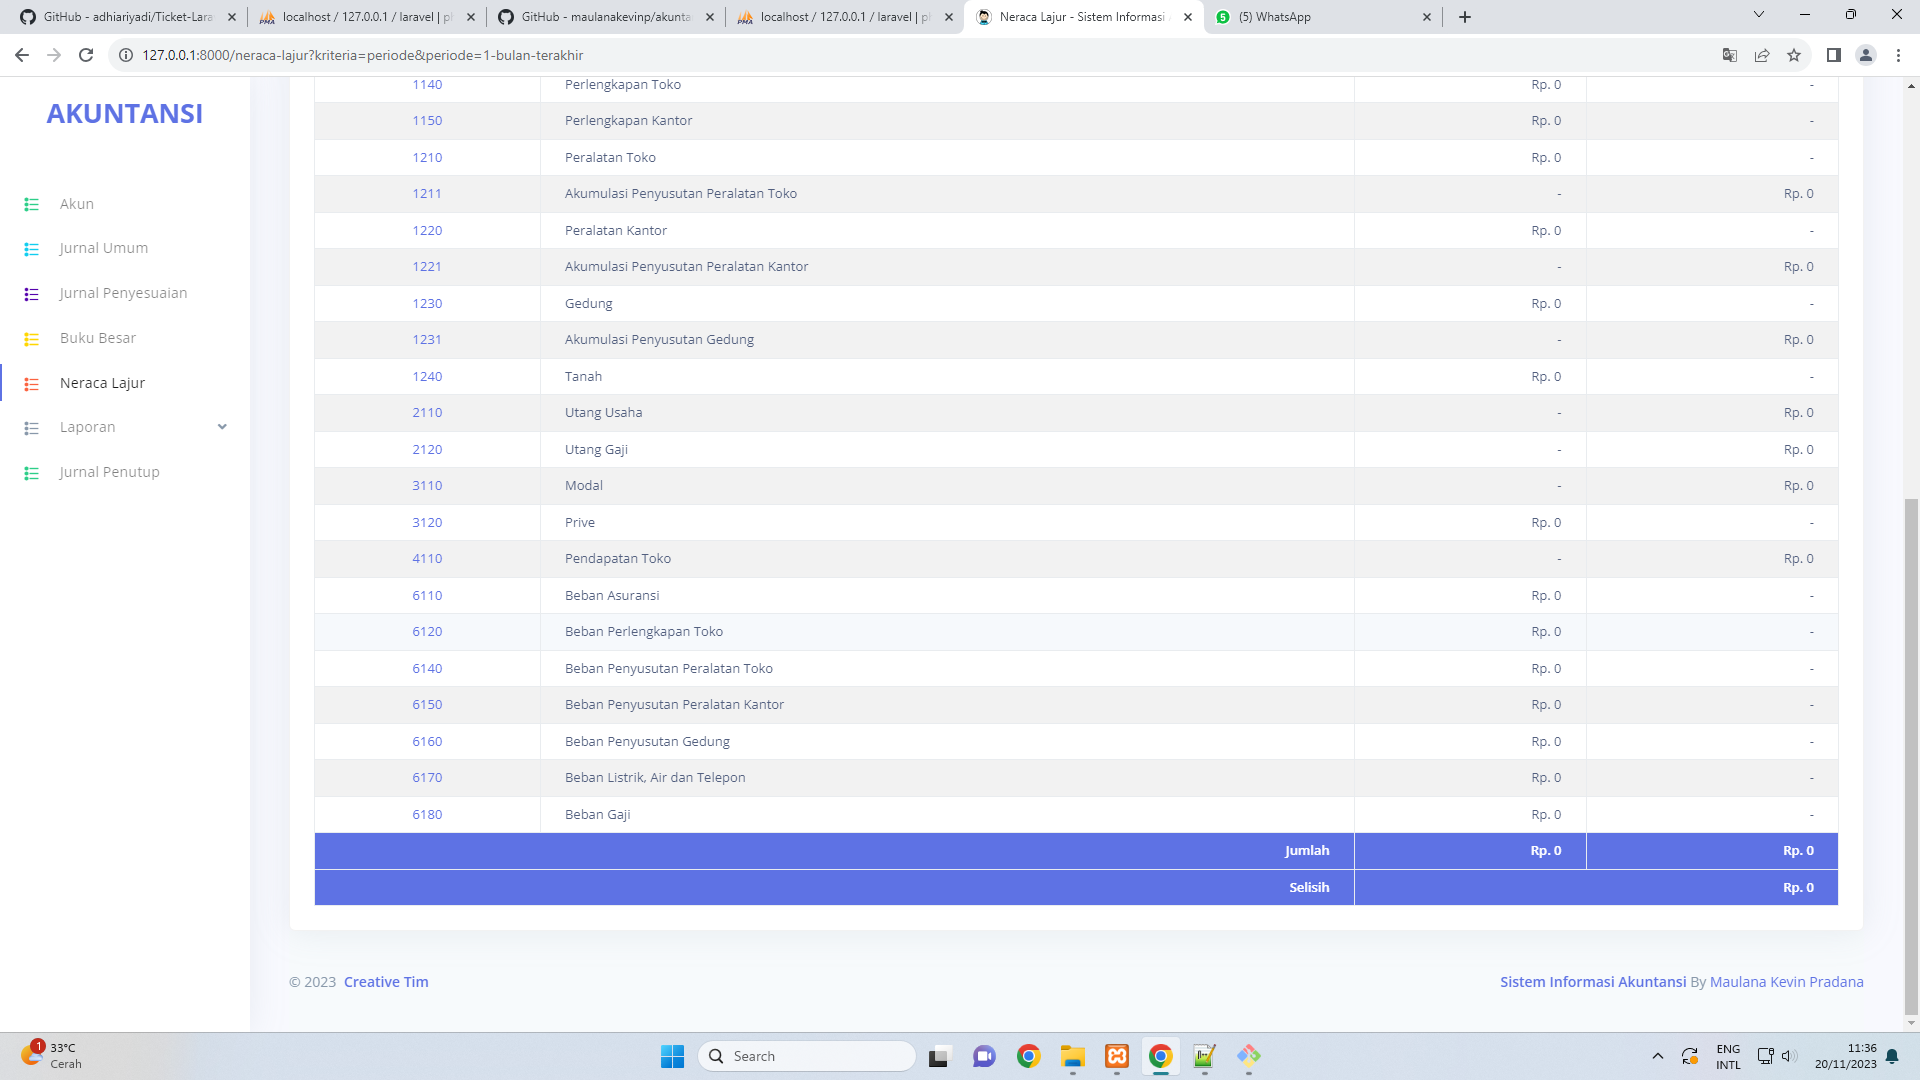 GitHub - adhiariyadi/Ticket-Lara
localhost / 127.0.0.1 / laravel | ph
GitHub - maulanakevinp/akunta
localhost / 127.0.0.1 / laravel | ph
Neraca Lajur - Sistem Informasi
(5) WhatsApp
127.0.0.1:8000/neraca-lajur?kriteria=periode&periode=1-bulan-terakhir
AKUNTANSI
Akun
Jurnal Umum
Jurnal Penyesuaian
Buku Besar
Neraca Lajur
Laporan
Jurnal Penutup
1140 Perlengkapan Toko Rp. 0 -
1150 Perlengkapan Kantor Rp. 0 -
1210 Peralatan Toko Rp. 0 -
1211 Akumulasi Penyusutan Peralatan Toko - Rp. 0
1220 Peralatan Kantor Rp. 0 -
1221 Akumulasi Penyusutan Peralatan Kantor - Rp. 0
1230 Gedung Rp. 0 -
1231 Akumulasi Penyusutan Gedung - Rp. 0
1240 Tanah Rp. 0 -
2110 Utang Usaha - Rp. 0
2120 Utang Gaji - Rp. 0
3110 Modal - Rp. 0
3120 Prive Rp. 0 -
4110 Pendapatan Toko - Rp. 0
6110 Beban Asuransi Rp. 0 -
6120 Beban Perlengkapan Toko Rp. 0 -
6140 Beban Penyusutan Peralatan Toko Rp. 0 -
6150 Beban Penyusutan Peralatan Kantor Rp. 0 -
6160 Beban Penyusutan Gedung Rp. 0 -
6170 Beban Listrik, Air dan Telepon Rp. 0 -
6180 Beban Gaji Rp. 0 -
Jumlah Rp. 0 Rp. 0
Selisih Rp. 0
© 2023 Creative Tim
Sistem Informasi Akuntansi By Maulana Kevin Pradana
1
33°C
Cerah
Search
ENG
INTL
11:36
20/11/2023